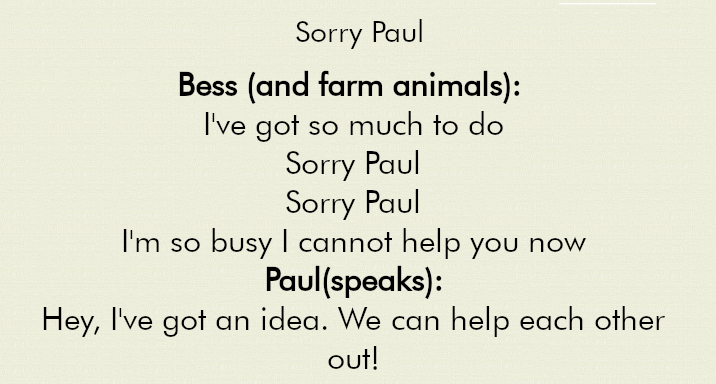 Sorry Paul
Bess (and farm animals):
I've got so much to do
Sorry Paul
Sorry Paul
I'm so busy I cannot help you now
Paul(speaks):
Hey, I've got an idea. We can help each other
out!